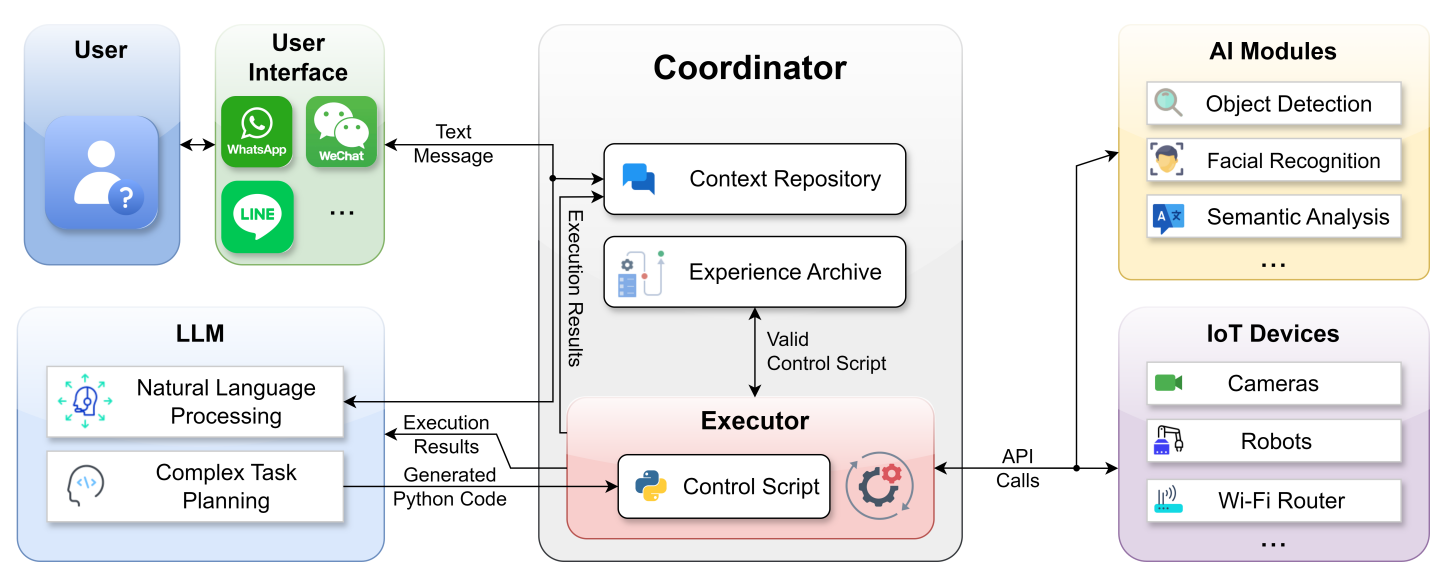 User
User
Interface
WhatsApp
WeChat
LINE
...
Text
Message
Coordinator
Context Repository
Experience Archive
Execution Results
Valid
Control Script
Executor
Control Script
LLM
Natural Language
Processing
Complex Task
Planning
Execution
Results
Generated
Python Code
API
Calls
AI Modules
Object Detection
Facial Recognition
A 文
Semantic Analysis
...
IoT Devices
Cameras
Robots
Wi-Fi Router
...